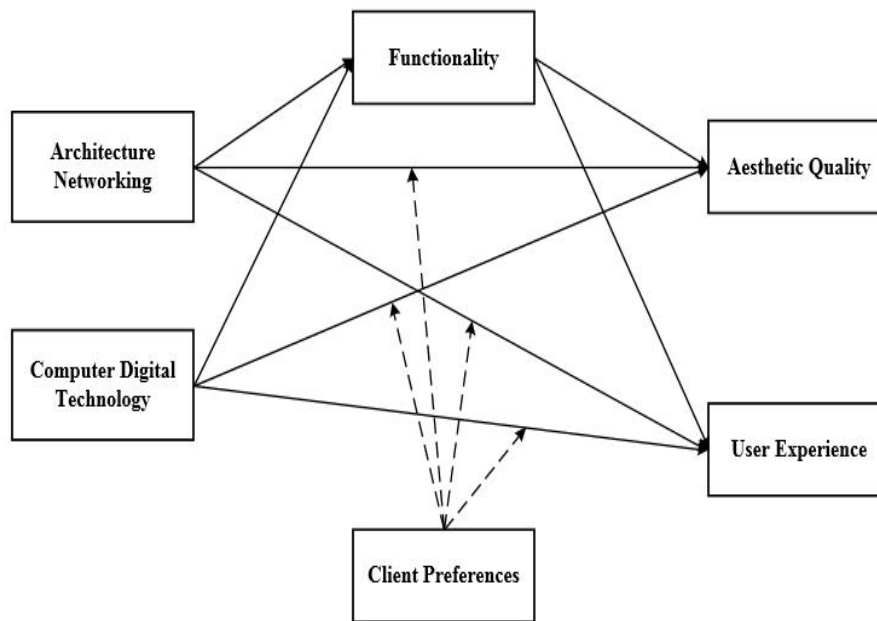 Functionality
Architecture
Networking
Aesthetic Quality
Computer Digital
Technology
User Experience
Client Preferences